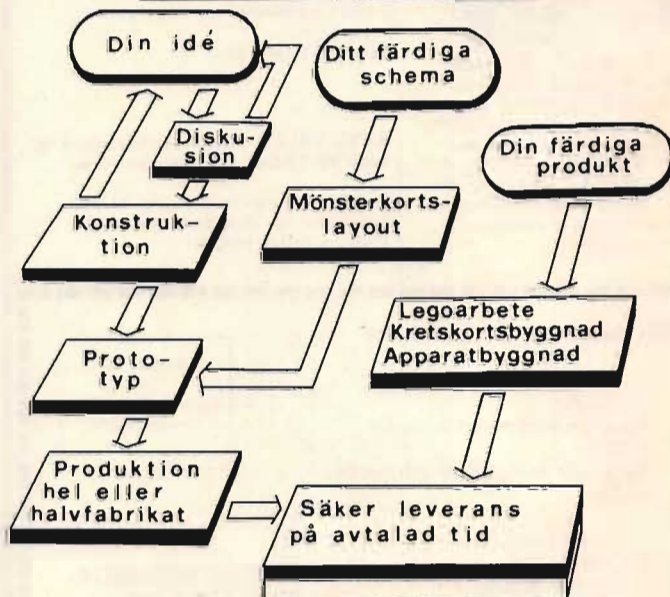 Din idé
Ditt färdiga
schema
Disku-
sion
Din färdiga
produkt
Konstruk-
tion
Mönsterkorts-
layout
Legoarbete
Kretskortsbyggnad
Apparatbyggnad
Proto-
typ
Produktion
hel eller
halvfabrikat
Säker leverans
på avtalad tid